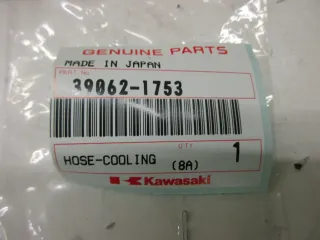 GENUINE PARTS
MADE IN JAPAN
PART NO
39062-1753
QTY
HOSE-COOLING (8A) 1
Kawasaki